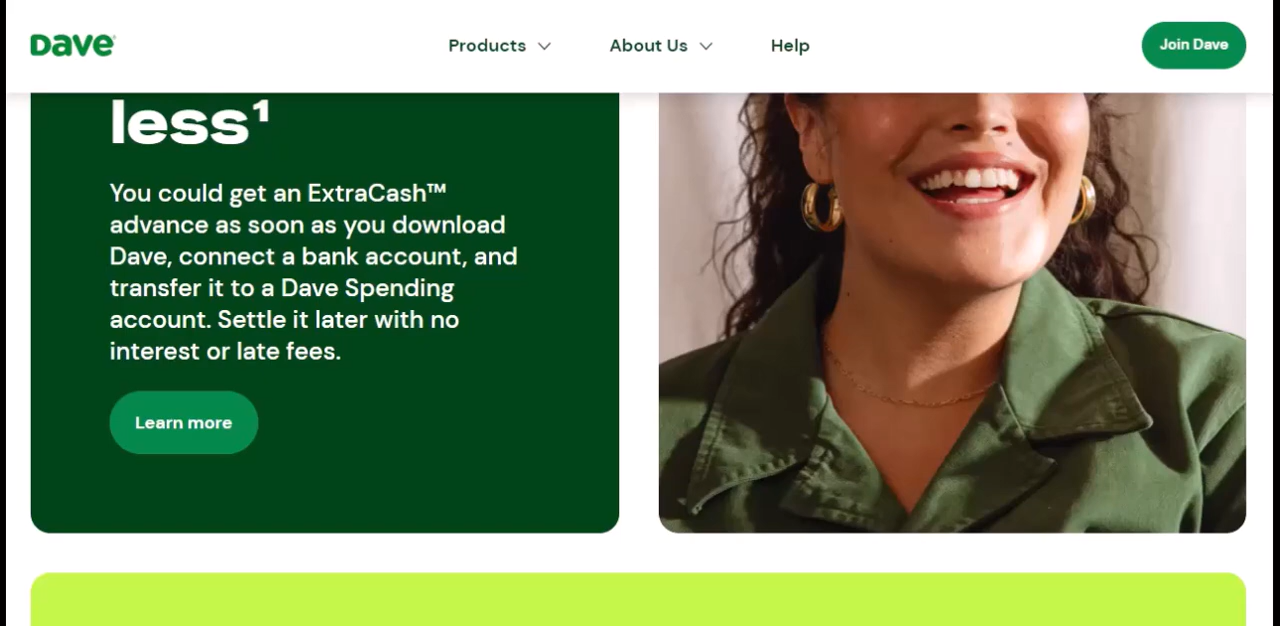 Dave
Products
About Us
Help
Join Dave
less¹
You could get an ExtraCash™
advance as soon as you download
Dave, connect a bank account, and
transfer it to a Dave Spending
account. Settle it later with no
interest or late fees.
Learn more